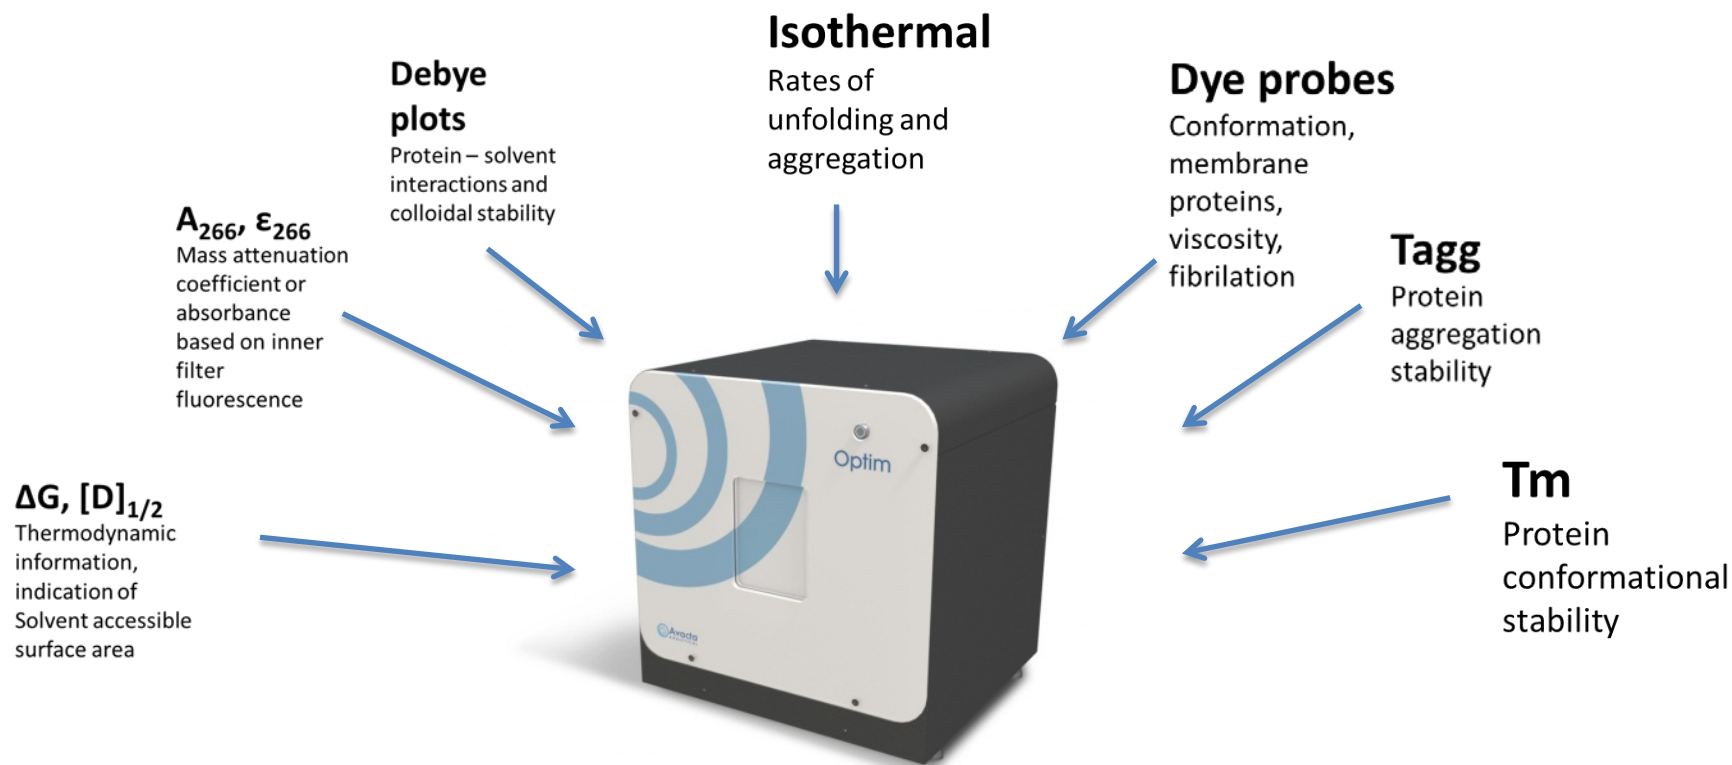 Isothermal
Rates of
unfolding and
aggregation
Debye
plots
Protein – solvent
interactions and
colloidal stability
Dye probes
Conformation,
membrane
proteins,
viscosity,
fibrilation
A266, ε266
Mass attenuation
coefficient or
absorbance
based on inner
filter
fluorescence
Tagg
Protein
aggregation
stability
ΔG, [D]1/2
Thermodynamic
information,
indication of
Solvent accessible
surface area
Tm
Protein
conformational
stability
Optim
Avacta